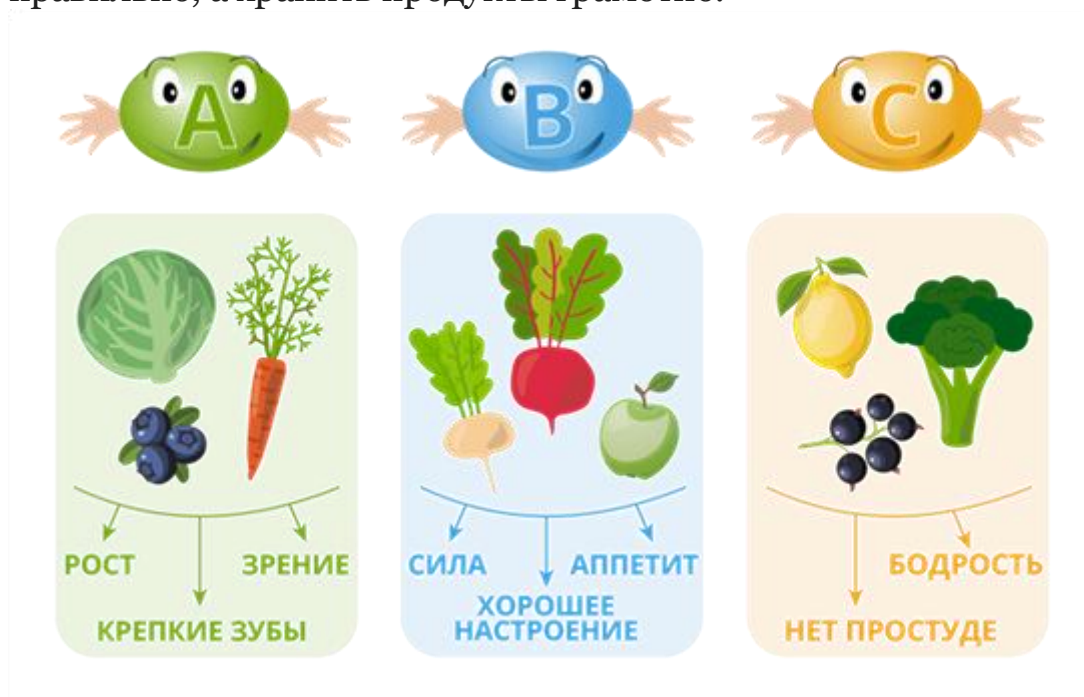 A
B
C
РОСТ
ЗРЕНИЕ
КРЕПКИЕ ЗУБЫ
СИЛА
АППЕТИТ
ХОРОШЕЕ
НАСТРОЕНИЕ
БОДРОСТЬ
НЕТ ПРОСТУДЕ